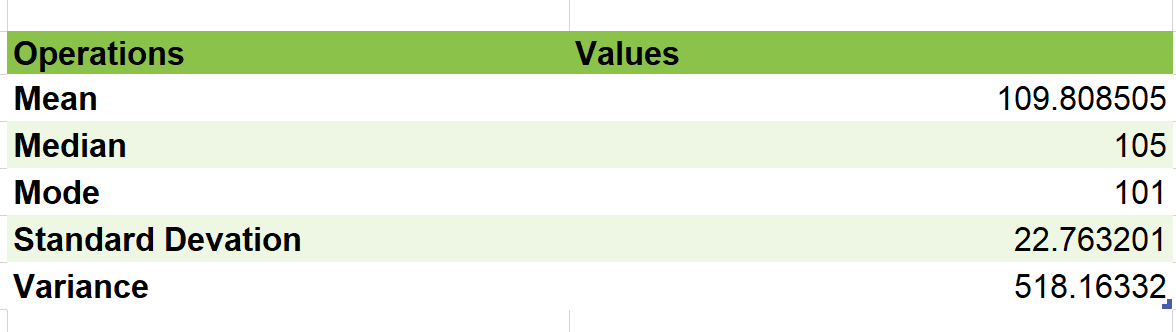 Operations Values
Mean 109.808505
Median 105
Mode 101
Standard Devation 22.763201
Variance 518.16332